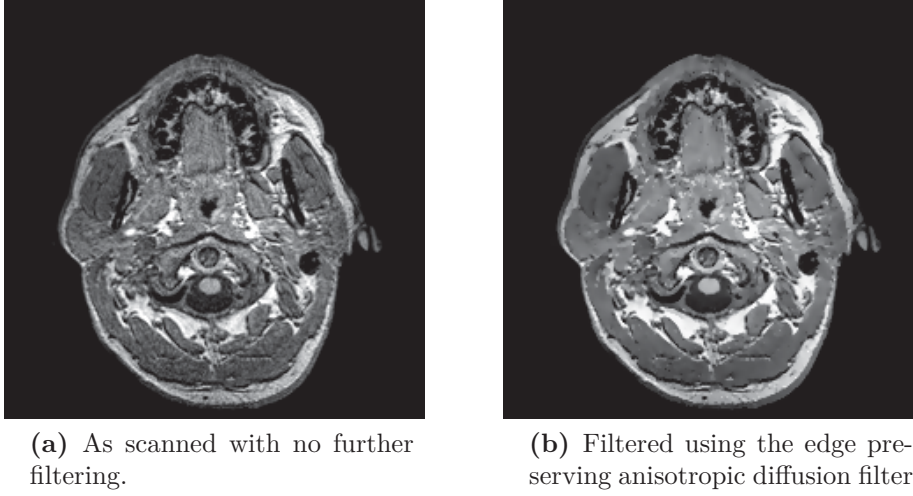 (a) As scanned with no further
filtering.
(b) Filtered using the edge pre-
serving anisotropic diffusion filter